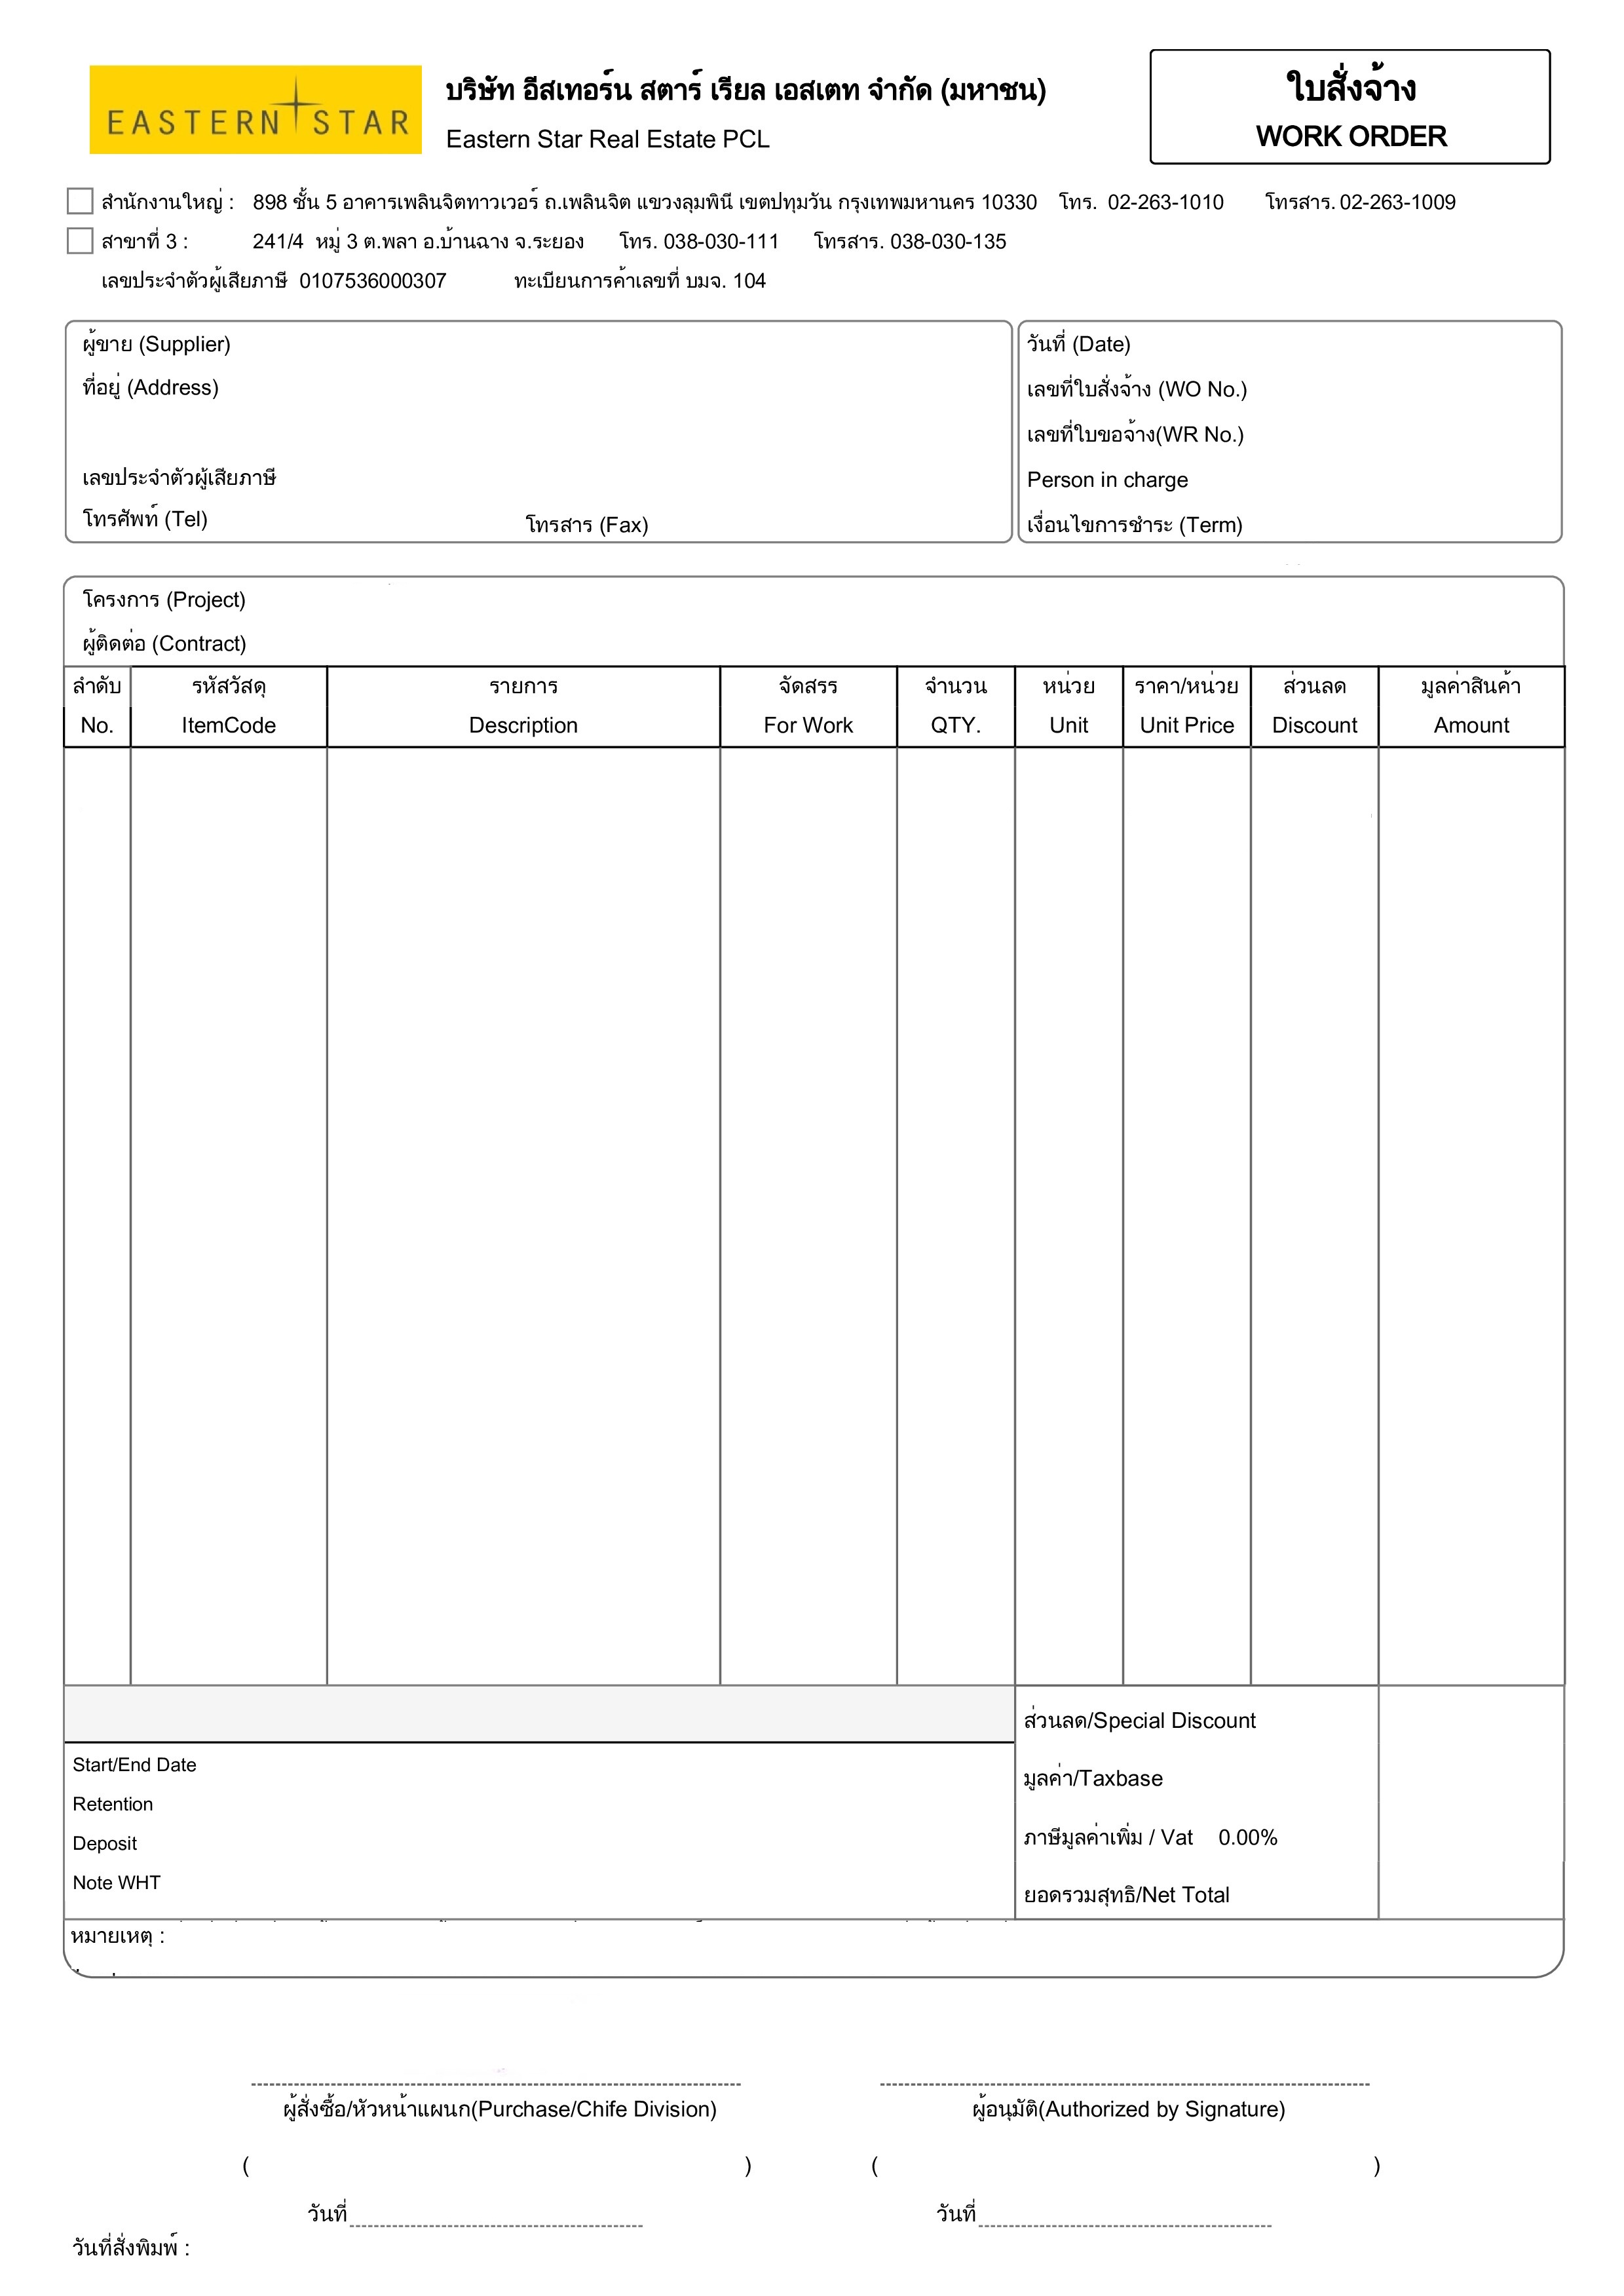 EASTERN STAR
บริษัท อีสเทอร์น สตาร์ เรียล เอสเตท จำกัด (มหาชน)
Eastern Star Real Estate PCL
ใบสั่งจ้าง
WORK ORDER
สำนักงานใหญ่ : 898 ชั้น 5 อาคารเพลินจิตทาวเวอร์ ถ.เพลินจิต แขวงลุมพินี เขตปทุมวัน กรุงเทพมหานคร 10330 โทร. 02-263-1010 โทรสาร. 02-263-1009
สาขาที่ 3 : 241/4 หมู่ 3 ต.พลา อ.บ้านฉาง จ.ระยอง โทร. 038-030-111 โทรสาร. 038-030-135
เลขประจำตัวผู้เสียภาษี 0107536000307 ทะเบียนการค้าเลขที่ บมจ. 104
ผู้ขาย (Supplier)
ที่อยู่ (Address)
เลขประจำตัวผู้เสียภาษี
โทรศัพท์ (Tel) โทรสาร (Fax)
วันที่ (Date)
เลขที่ใบสั่งจ้าง (WO No.)
เลขที่ใบขอจ้าง(WR No.)
Person in charge
เงื่อนไขการชำระ (Term)
โครงการ (Project)
ผู้ติดต่อ (Contract)
ลำดับ รหัสวัสดุ รายการ จัดสรร จำนวน หน่วย ราคา/หน่วย ส่วนลด มูลค่าสินค้า
No. ItemCode Description For Work QTY. Unit Unit Price Discount Amount
ส่วนลด/Special Discount
มูลค่า/Taxbase
ภาษีมูลค่าเพิ่ม / Vat 0.00%
ยอดรวมสุทธิ/Net Total
Start/End Date
Retention
Deposit
Note WHT
หมายเหตุ :
ผู้สั่งซื้อ/หัวหน้าแผนก(Purchase/Chife Division) ผู้อนุมัติ(Authorized by Signature)
( ) ( )
วันที่ วันที่
วันที่สั่งพิมพ์ :